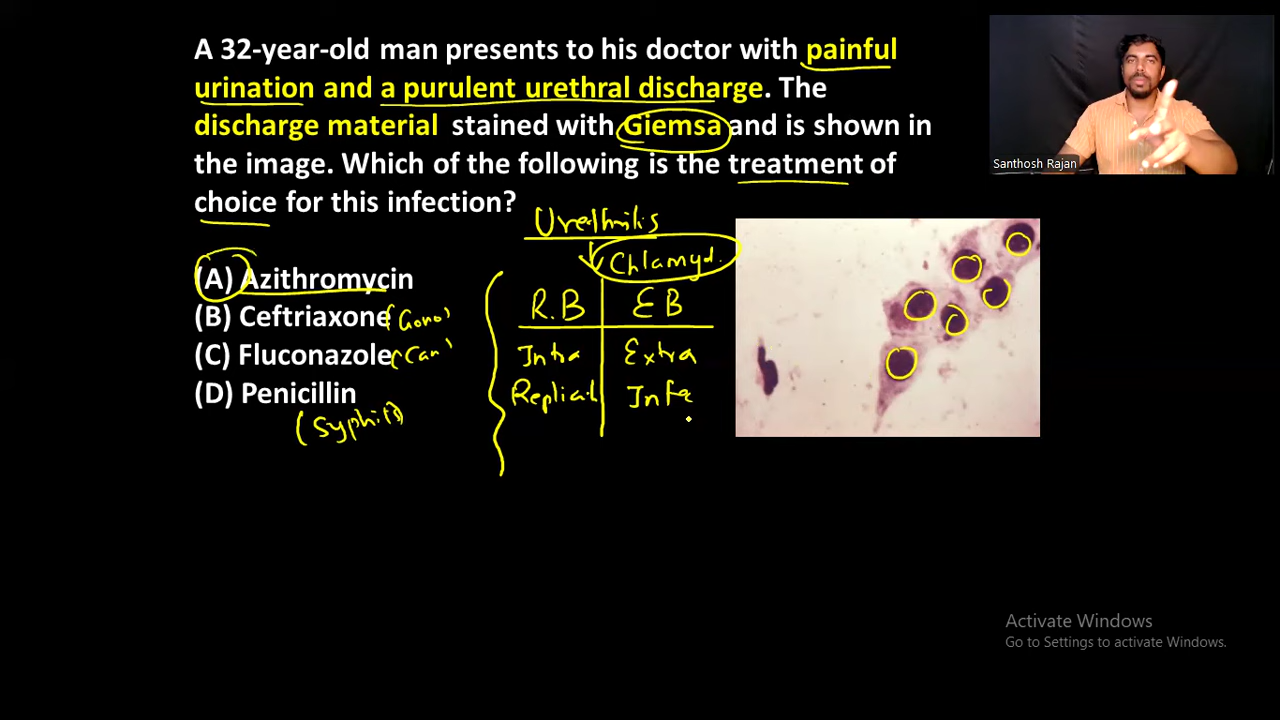 A 32-year-old man presents to his doctor with painful
urination and a purulent urethral discharge. The
discharge material stained with Giemsa and is shown in
the image. Which of the following is the treatment of
choice for this infection?
Santhosh Rajan
(A) Azithromycin
(B) Ceftriaxone (Gono)
(C) Fluconazole (Can)
(D) Penicillin
(Syphilis)
Urethritis
Chlamyd.
R.B EB
Intra Extra
Replicat Infe
Activate Windows
Go to Settings to activate Windows.